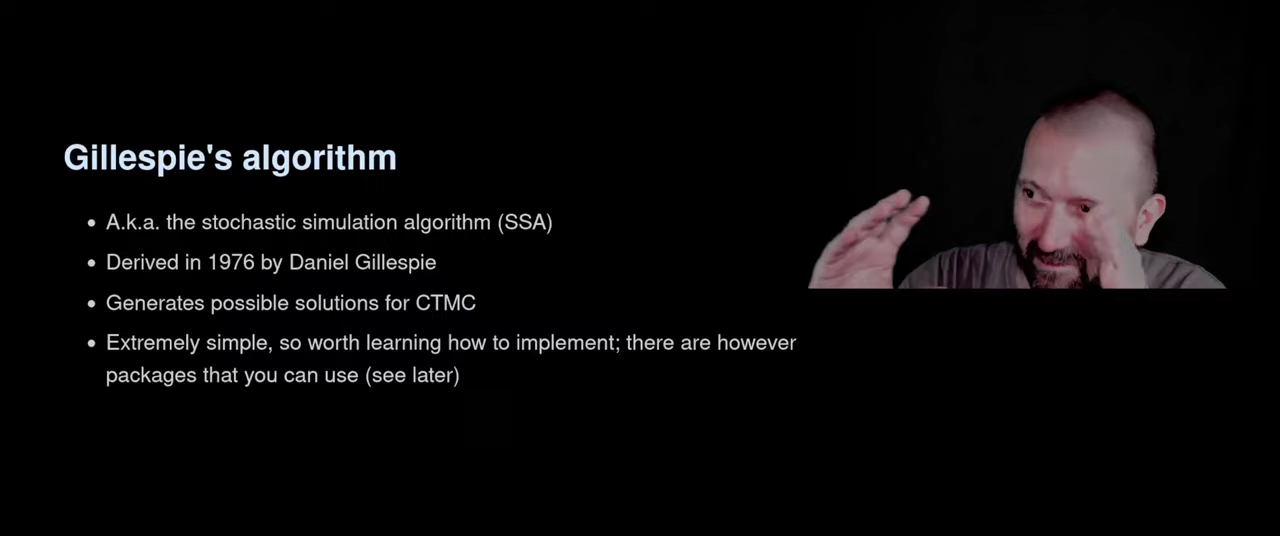 Gillespie's algorithm
• A.k.a. the stochastic simulation algorithm (SSA)
• Derived in 1976 by Daniel Gillespie
• Generates possible solutions for CTMC
• Extremely simple, so worth learning how to implement; there are however
packages that you can use (see later)